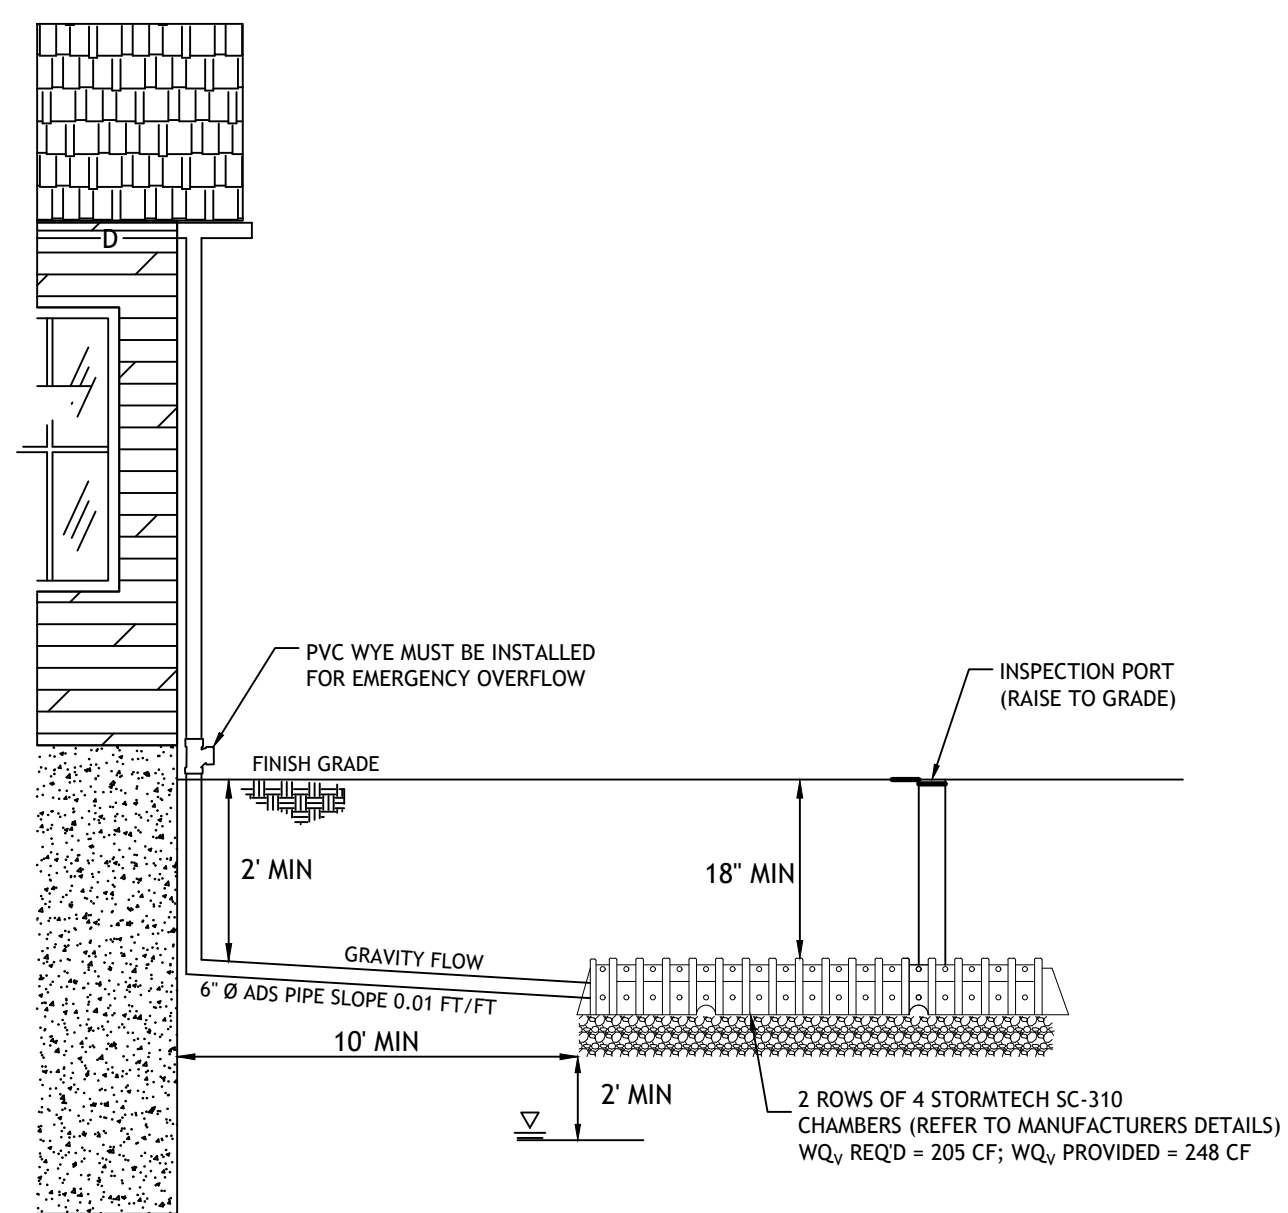 D
PVC WYE MUST BE INSTALLED
FOR EMERGENCY OVERFLOW
INSPECTION PORT
(RAISE TO GRADE)
FINISH GRADE
2' MIN
18" MIN
GRAVITY FLOW
6" Ø ADS PIPE SLOPE 0.01 FT/FT
10' MIN
2' MIN
2 ROWS OF 4 STORMTECH SC-310
CHAMBERS (REFER TO MANUFACTURERS DETAILS)
WQV REQ'D = 205 CF; WQV PROVIDED = 248 CF